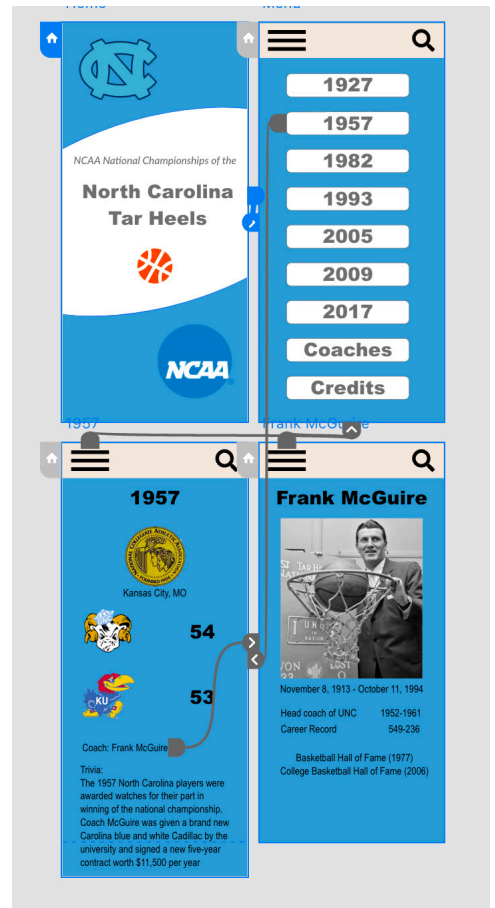 Home
Menu
NCAA National Championships of the
North Carolina
Tar Heels
NCAA
1927
1957
1982
1993
2005
2009
2017
Coaches
Credits
1957
Frank McGuire
1957
Kansas City, MO
54
KU
53
Coach: Frank McGuire
Trivia:
The 1957 North Carolina players were
awarded watches for their part in
winning of the national championship.
Coach McGuire was given a brand new
Carolina blue and white Cadillac by the
university and signed a new five-year
contract worth $11,500 per year
Frank McGuire
November 8, 1913 - October 11, 1994
Head coach of UNC 1952-1961
Career Record 549-236
Basketball Hall of Fame (1977)
College Basketball Hall of Fame (2006)